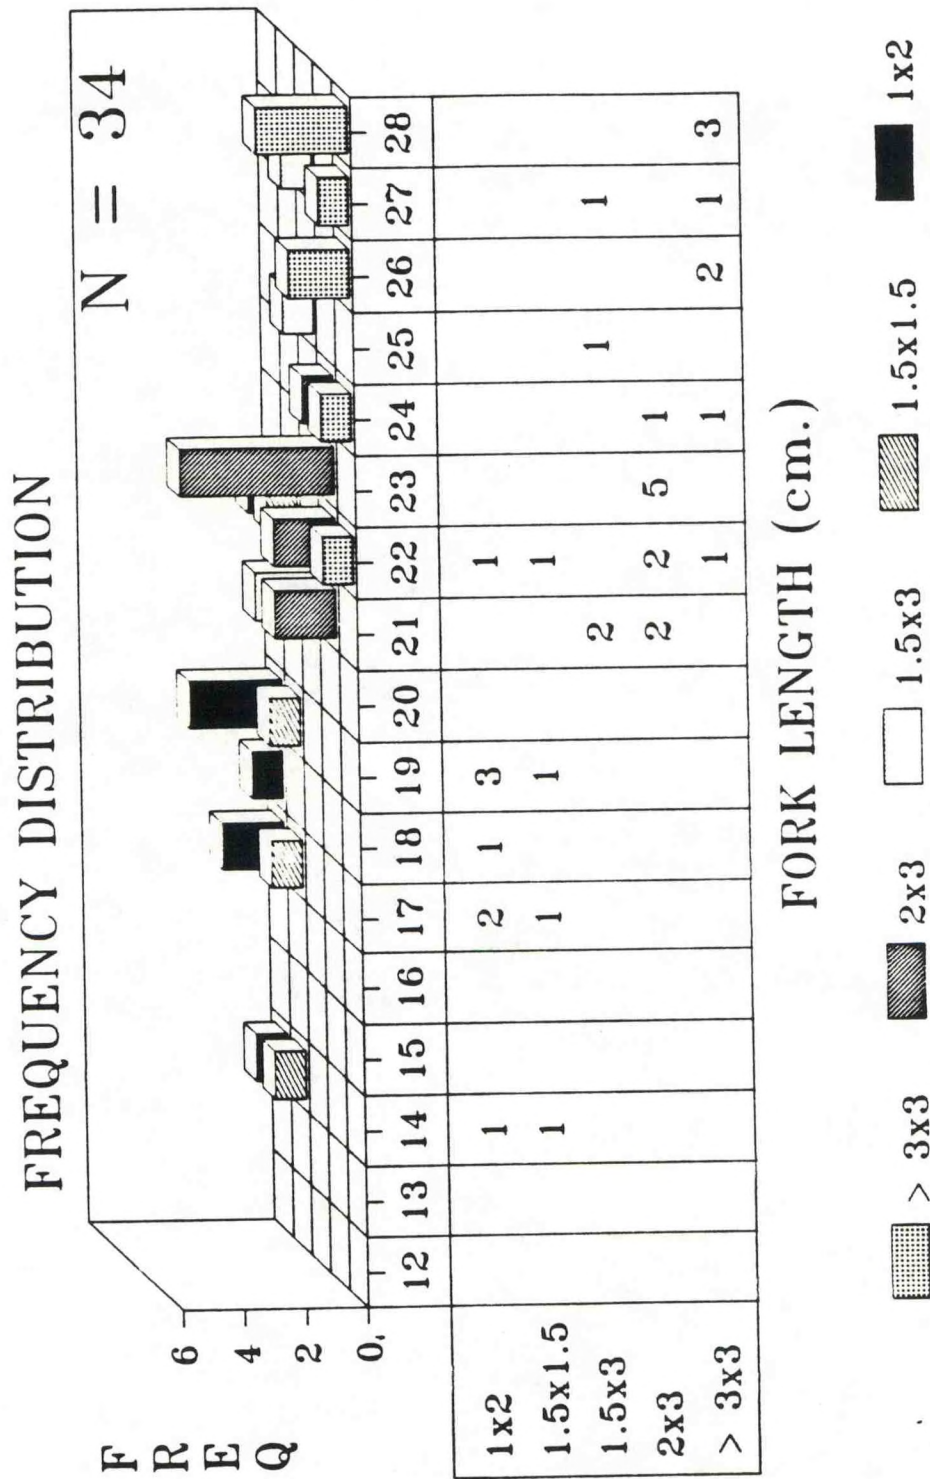 FREQUENCY DISTRIBUTION
N = 34
FREQ
6
4
2
0
12 13 14 15 16 17 18 19 20 21 22 23 24 25 26 27 28
1x2 1 2 1 3 1
1.5x1.5 1 1 1 1
1.5x3 2 1 1
2x3 2 2 5 1
> 3x3 1 1 2 1 3
FORK LENGTH (cm.)
> 3x3 2x3 1.5x3 1.5x1.5 1x2